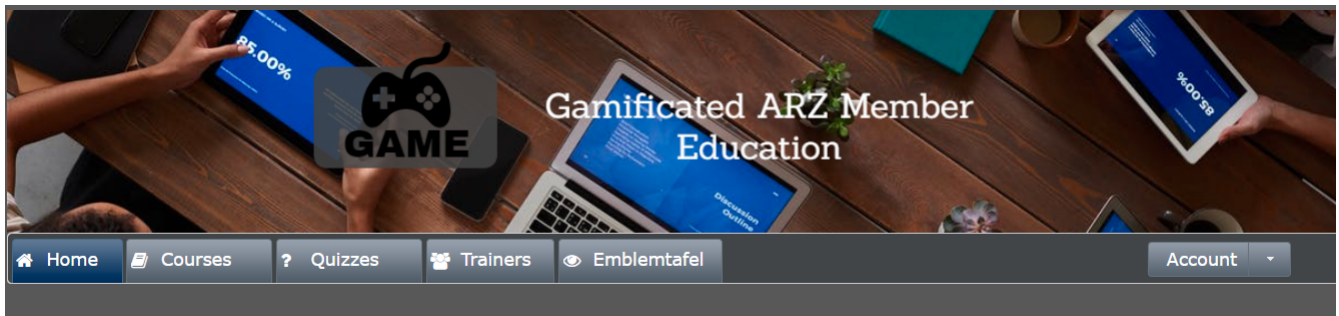 85.00%
85.00%
GAME
Gamificated ARZ Member
Education
Discussion
Outline
Home
Courses
? Quizzes
Trainers
Emblemtafel
Account